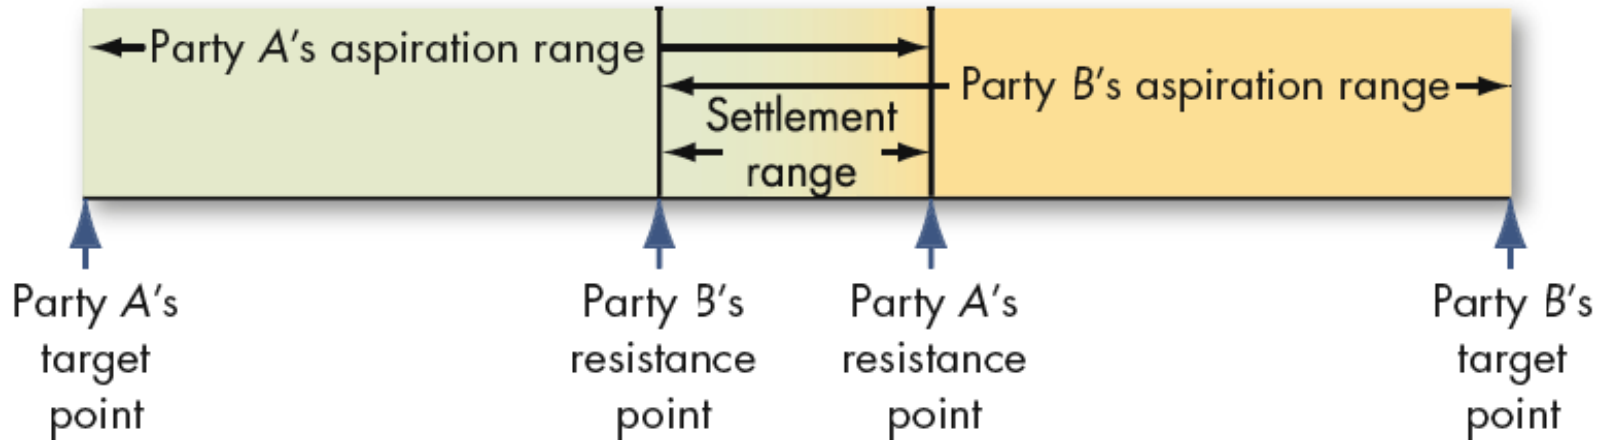 Party A's aspiration range
Party B's aspiration range
Settlement
range
Party A's
target
point
Party B's
resistance
point
Party A's
resistance
point
Party B's
target
point